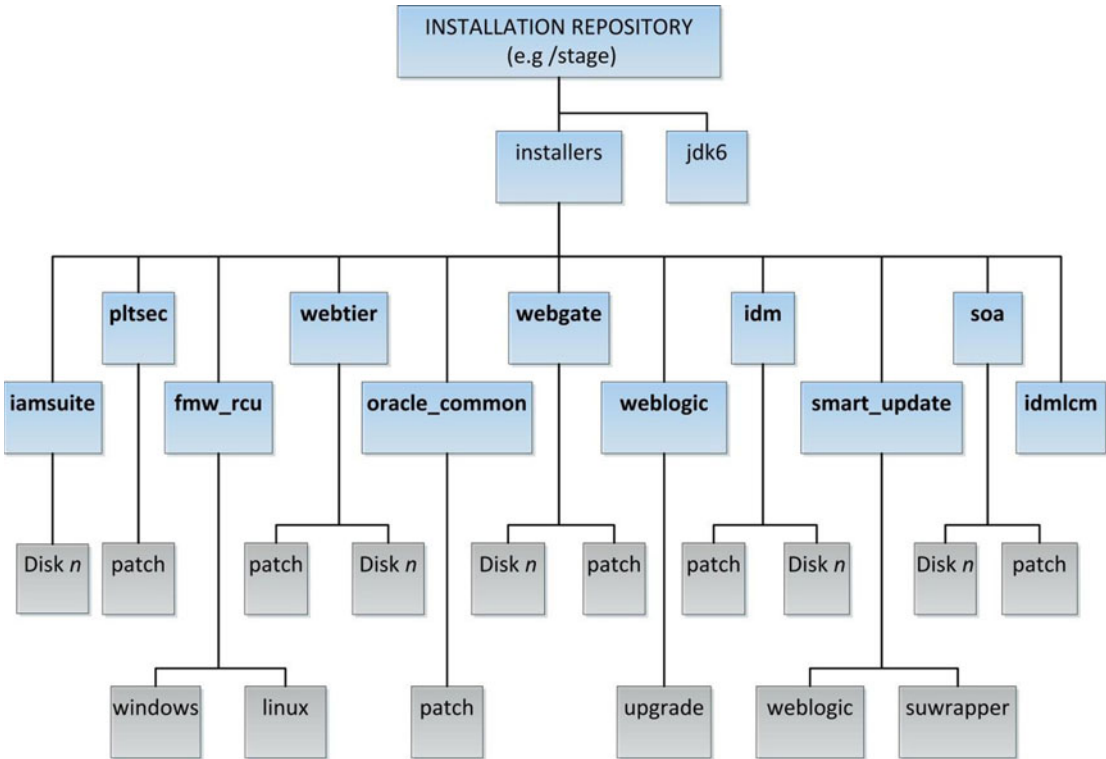 INSTALLATION REPOSITORY
(e.g /stage)
installers
jdk6
pltsec
webtier
webgate
idm
soa
iamsuite
fmw_rcu
oracle_common
weblogic
smart_update
idmlcm
Disk n
patch
patch
Disk n
Disk n
patch
patch
Disk n
Disk n
patch
windows
linux
patch
upgrade
weblogic
suwrapper